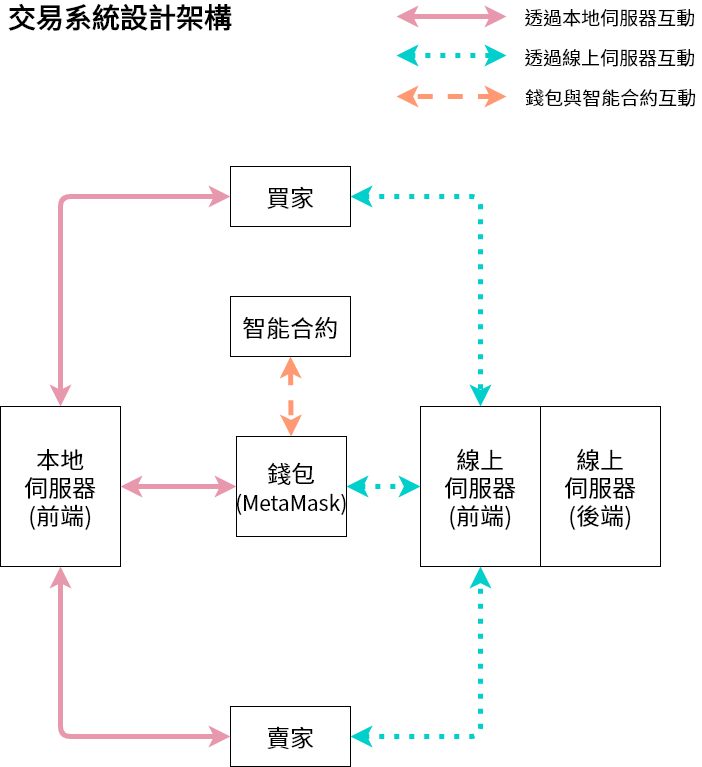 交易系統設計架構
透過本地伺服器互動
透過線上伺服器互動
錢包與智能合約互動
買家
智能合約
本地
伺服器
(前端)
錢包
(MetaMask)
線上
伺服器
(前端)
線上
伺服器
(後端)
賣家